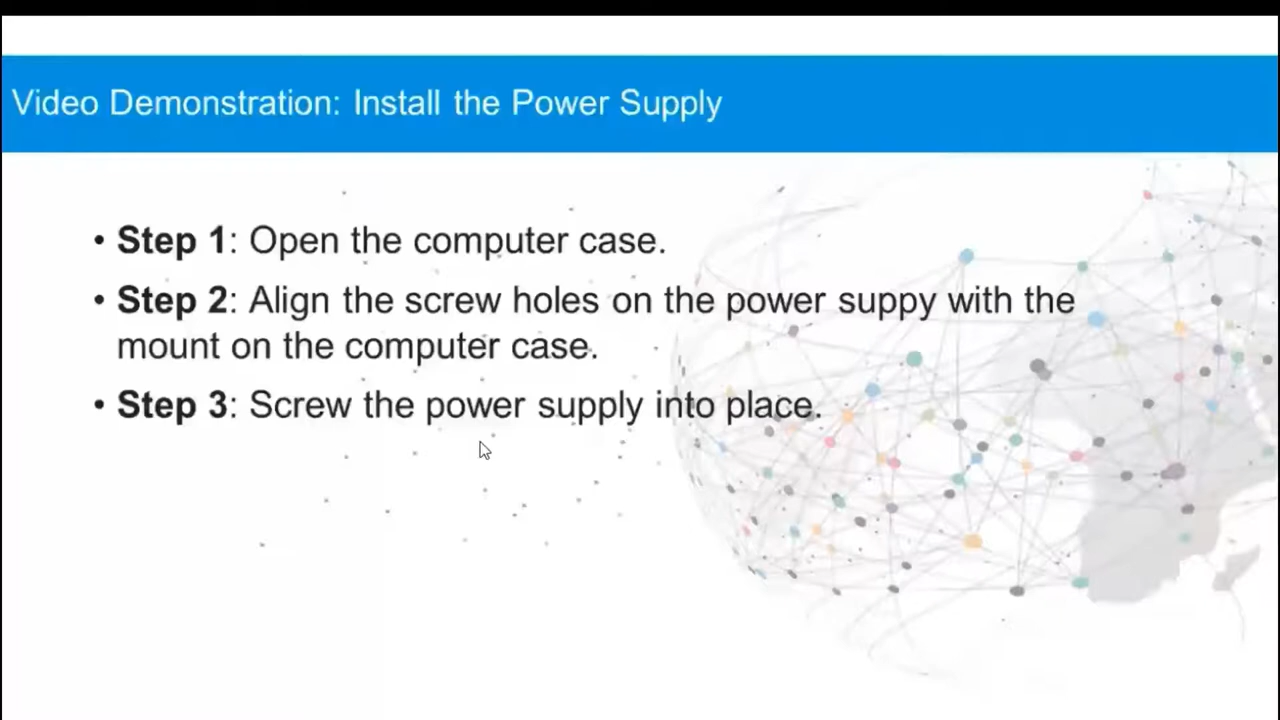 Video Demonstration: Install the Power Supply
• Step 1: Open the computer case.
• Step 2: Align the screw holes on the power suppy with the
mount on the computer case.
• Step 3: Screw the power supply into place.